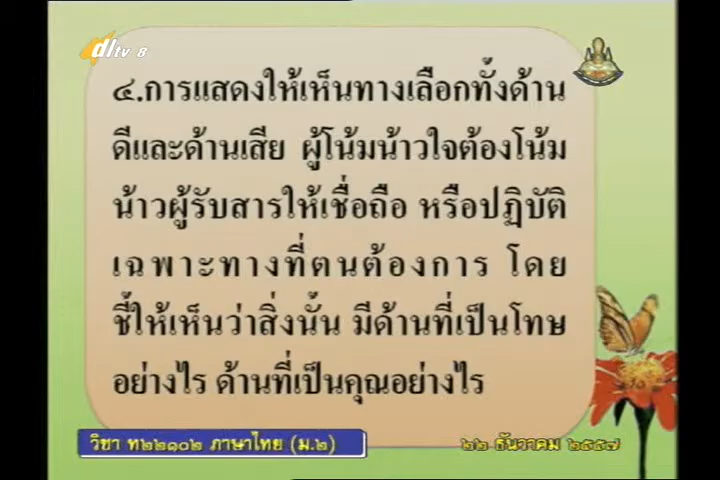 dltv 8
๔.การแสดงให้เห็นทางเลือกทั้งด้าน
ดีและด้านเสีย ผู้โน้มน้าวใจต้องโน้ม
น้าวผู้รับสารให้เชื่อถือ หรือปฏิบัติ
เฉพาะทางที่ตนต้องการ โดย
ชี้ให้เห็นว่าสิ่งนั้น มีด้านที่เป็นโทษ
อย่างไร ด้านที่เป็นคุณอย่างไร
วิชา ท๒๒๑๐๒ ภาษาไทย (ม.๒)
๒๒ ธันวาคม ๒๕๕๗